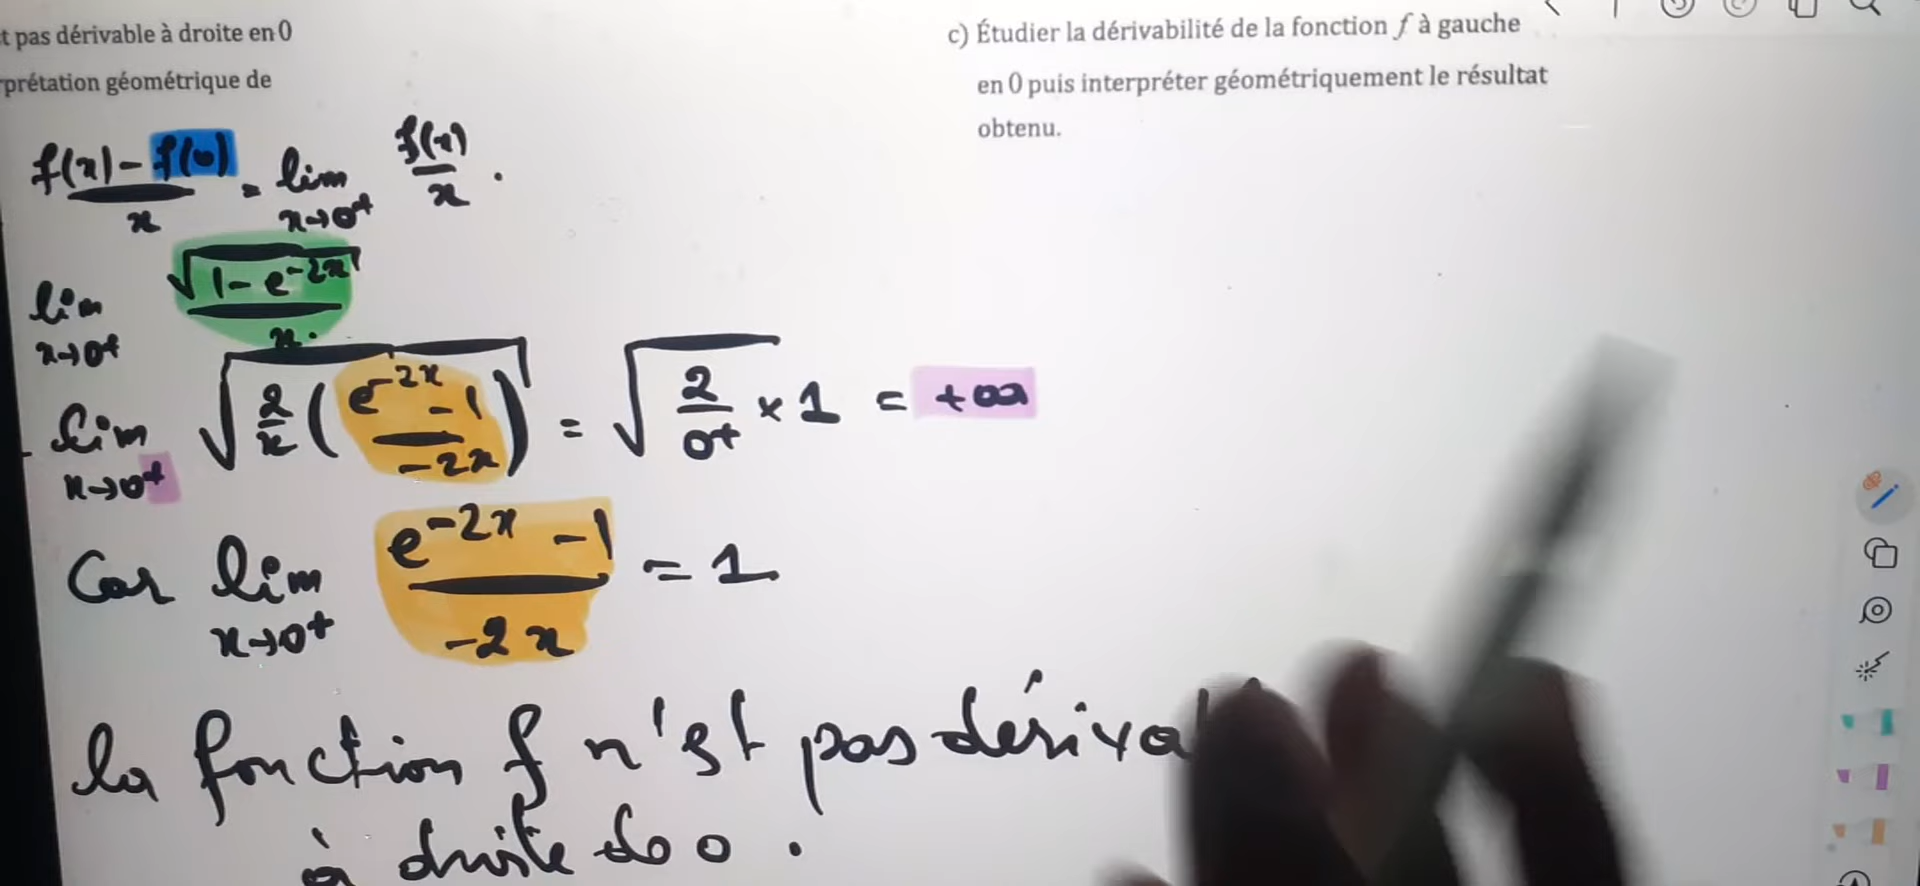 t pas dérivable à droite en 0
rprétation géométrique de
f(x) - f(0) / x = lim x→0+ f(x) / x .
lim x→0+ √(1 - e^-2x) / x .
lim x→0+ √(2/x (e^-2x - 1 / -2x)) = √(2/0+ × 1) = +∞
Car lim x→0+ e^-2x - 1 / -2x = 1
la fonction f n'est pas dériva
à droite de 0 .
c) Étudier la dérivabilité de la fonction f à gauche
en 0 puis interpréter géométriquement le résultat
obtenu.